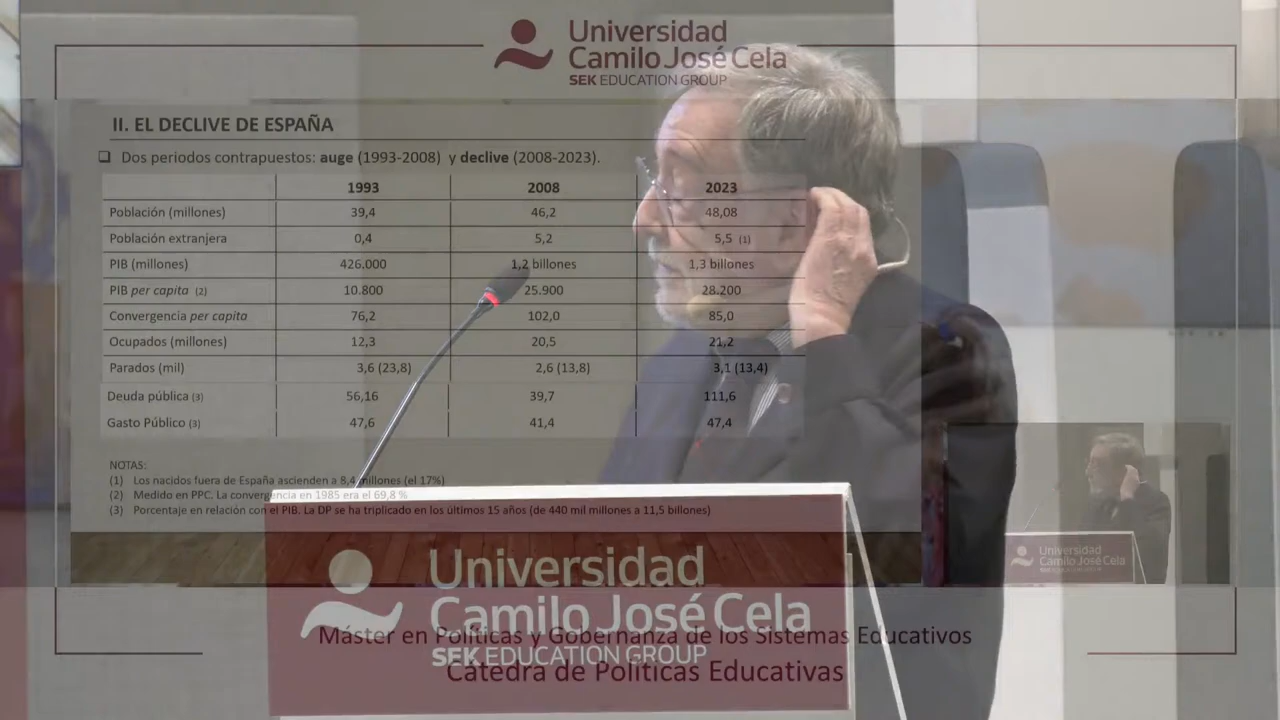 Universidad
Camilo José Cela
SEK EDUCATION GROUP
II. EL DECLIVE DE ESPAÑA
Dos periodos contrapuestos: auge (1993-2008) y declive (2008-2023).
1993 2008 2023
Población (millones) 39,4 46,2 48,08
Población extranjera 0,4 5,2 5,5 (1)
PIB (millones) 426.000 1,2 billones 1,3 billones
PIB per capita (2) 10.800 25.900 28.200
Convergencia per capita 76,2 102,0 85,0
Ocupados (millones) 12,3 20,5 21,2
Parados (mil) 3,6 (23,8) 2,6 (13,8) 3,1 (13,4)
Deuda pública (3) 56,16 39,7 111,6
Gasto Público (3) 47,6 41,4 47,4
NOTAS:
(1) Los nacidos fuera de España ascienden a 8,4 millones (el 17%)
(2) Medido en PPC. La convergencia en 1985 era el 69,8 %
(3) Porcentaje en relación con el PIB. La DP se ha triplicado en los últimos 15 años (de 440 mil millones a 11,5 billones)
Universidad
Camilo José Cela
SEK EDUCATION GROUP
Universidad
Camilo José Cela
Máster en Políticas y Gobernanza de los Sistemas Educativos
Cátedra de Políticas Educativas